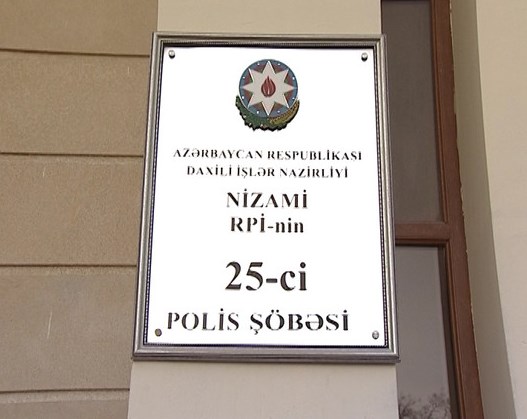 AZƏRBAYCAN RESPUBLİKASI
DAXİLİ İŞLƏR NAZİRLİYİ
NİZAMİ
RPİ-nin
25-ci
POLİS ŞÖBƏSİ